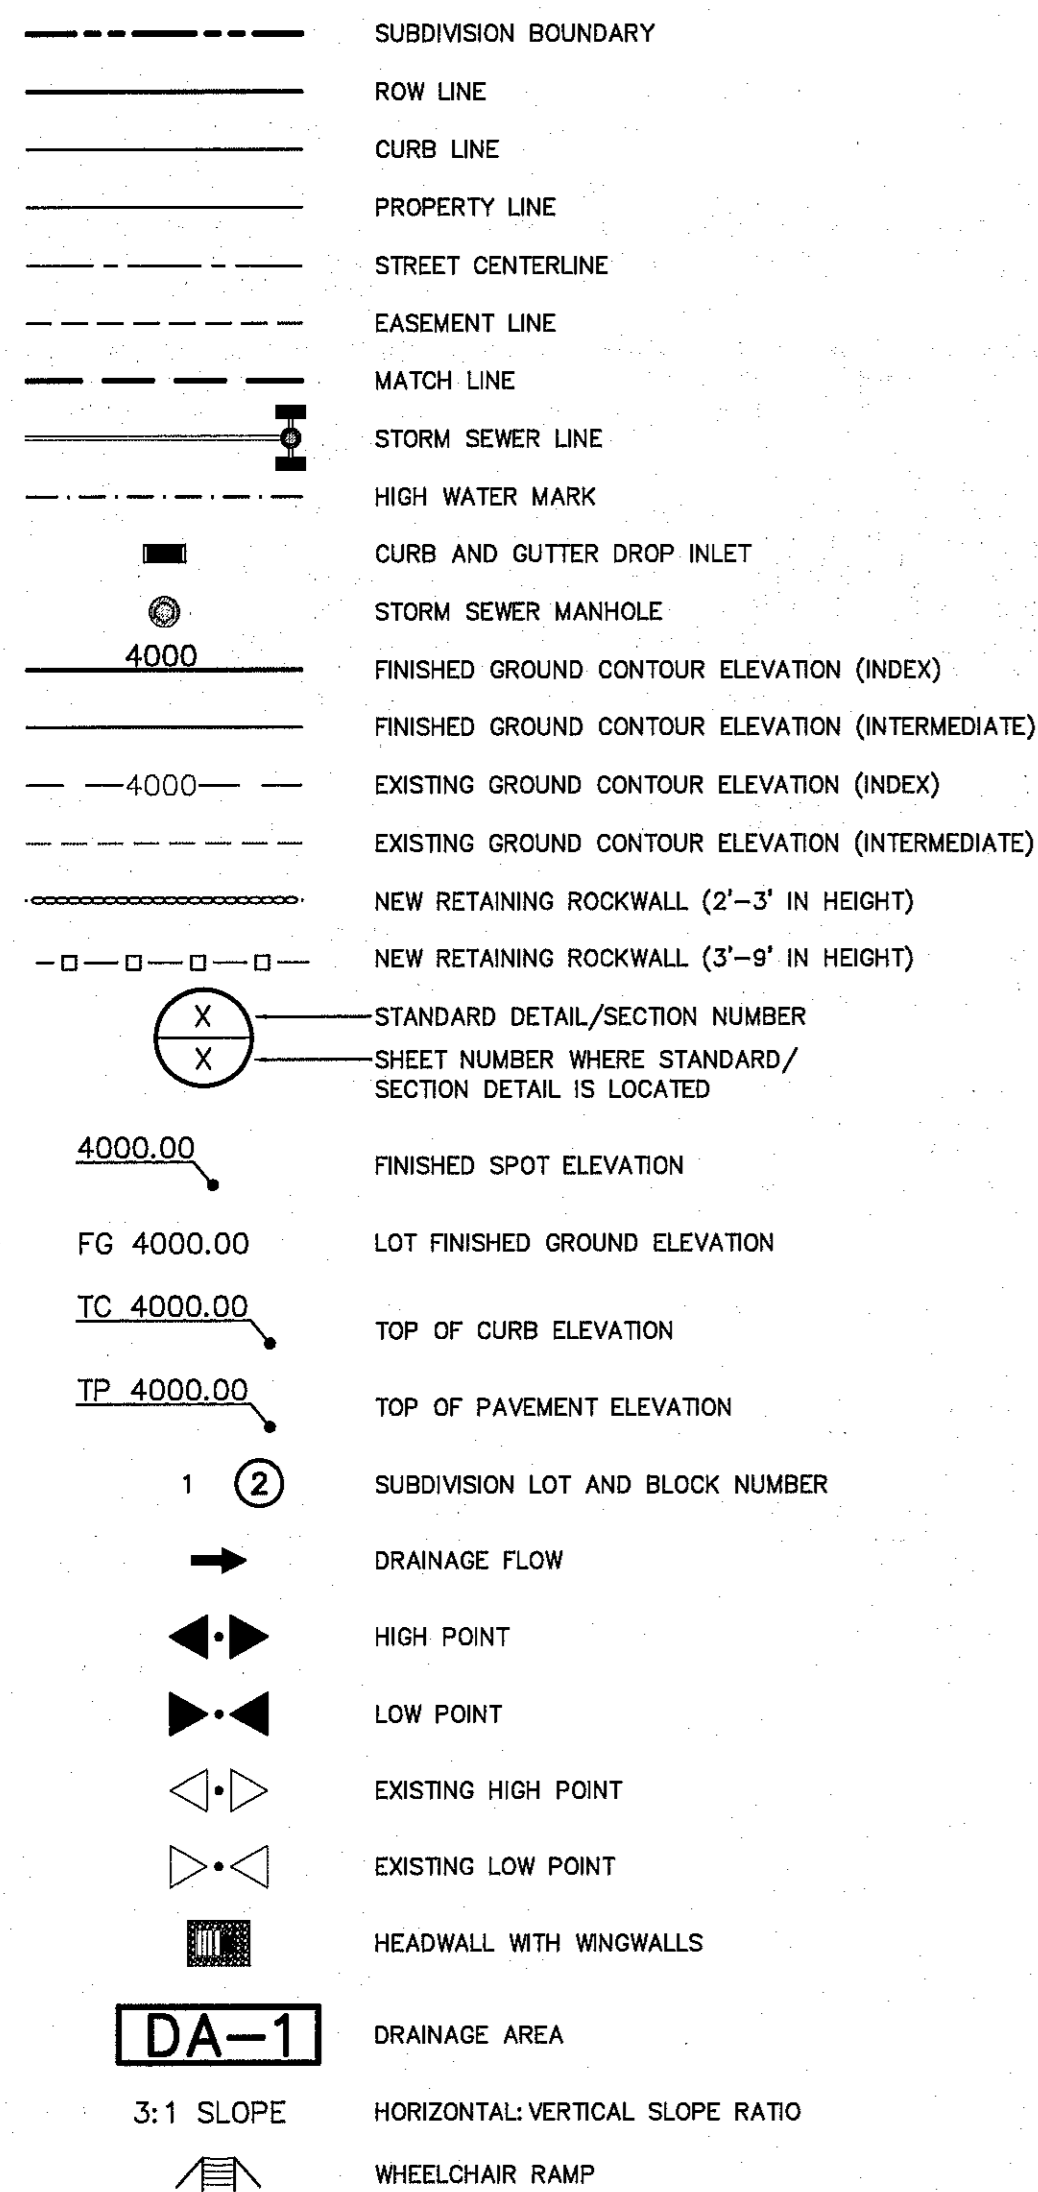 SUBDIVISION BOUNDARY
ROW LINE
CURB LINE
PROPERTY LINE
STREET CENTERLINE
EASEMENT LINE
MATCH LINE
STORM SEWER LINE
HIGH WATER MARK
CURB AND GUTTER DROP INLET
STORM SEWER MANHOLE
4000 FINISHED GROUND CONTOUR ELEVATION (INDEX)
FINISHED GROUND CONTOUR ELEVATION (INTERMEDIATE)
4000 EXISTING GROUND CONTOUR ELEVATION (INDEX)
EXISTING GROUND CONTOUR ELEVATION (INTERMEDIATE)
NEW RETAINING ROCKWALL (2'-3' IN HEIGHT)
NEW RETAINING ROCKWALL (3'-9' IN HEIGHT)
X STANDARD DETAIL/SECTION NUMBER
X SHEET NUMBER WHERE STANDARD/
SECTION DETAIL IS LOCATED
4000.00 FINISHED SPOT ELEVATION
FG 4000.00 LOT FINISHED GROUND ELEVATION
TC 4000.00 TOP OF CURB ELEVATION
TP 4000.00 TOP OF PAVEMENT ELEVATION
1 2 SUBDIVISION LOT AND BLOCK NUMBER
DRAINAGE FLOW
HIGH POINT
LOW POINT
EXISTING HIGH POINT
EXISTING LOW POINT
HEADWALL WITH WINGWALLS
DA-1 DRAINAGE AREA
3:1 SLOPE HORIZONTAL:VERTICAL SLOPE RATIO
WHEELCHAIR RAMP